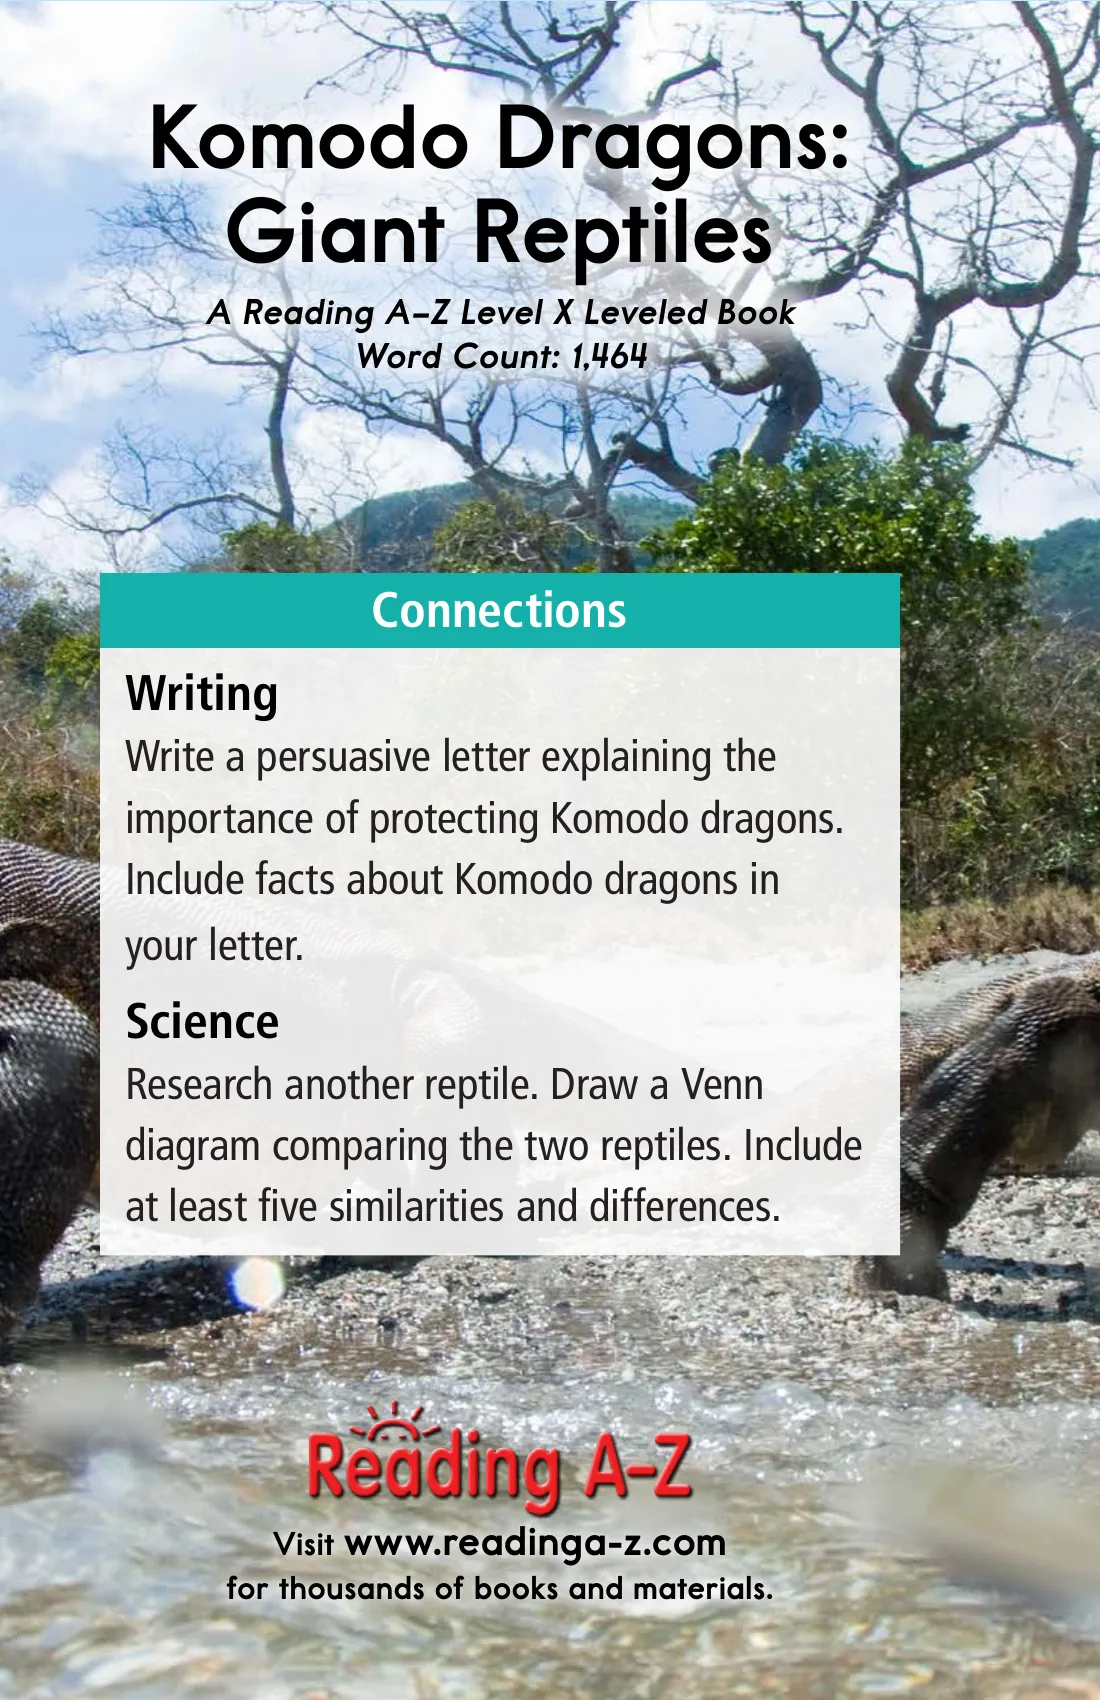 Komodo Dragons:
Giant Reptiles
A Reading A–Z Level X Leveled Book
Word Count: 1,464
Connections
Writing
Write a persuasive letter explaining the
importance of protecting Komodo dragons.
Include facts about Komodo dragons in
your letter.
Science
Research another reptile. Draw a Venn
diagram comparing the two reptiles. Include
at least five similarities and differences.
Reading A–Z
Visit www.readinga-z.com
for thousands of books and materials.